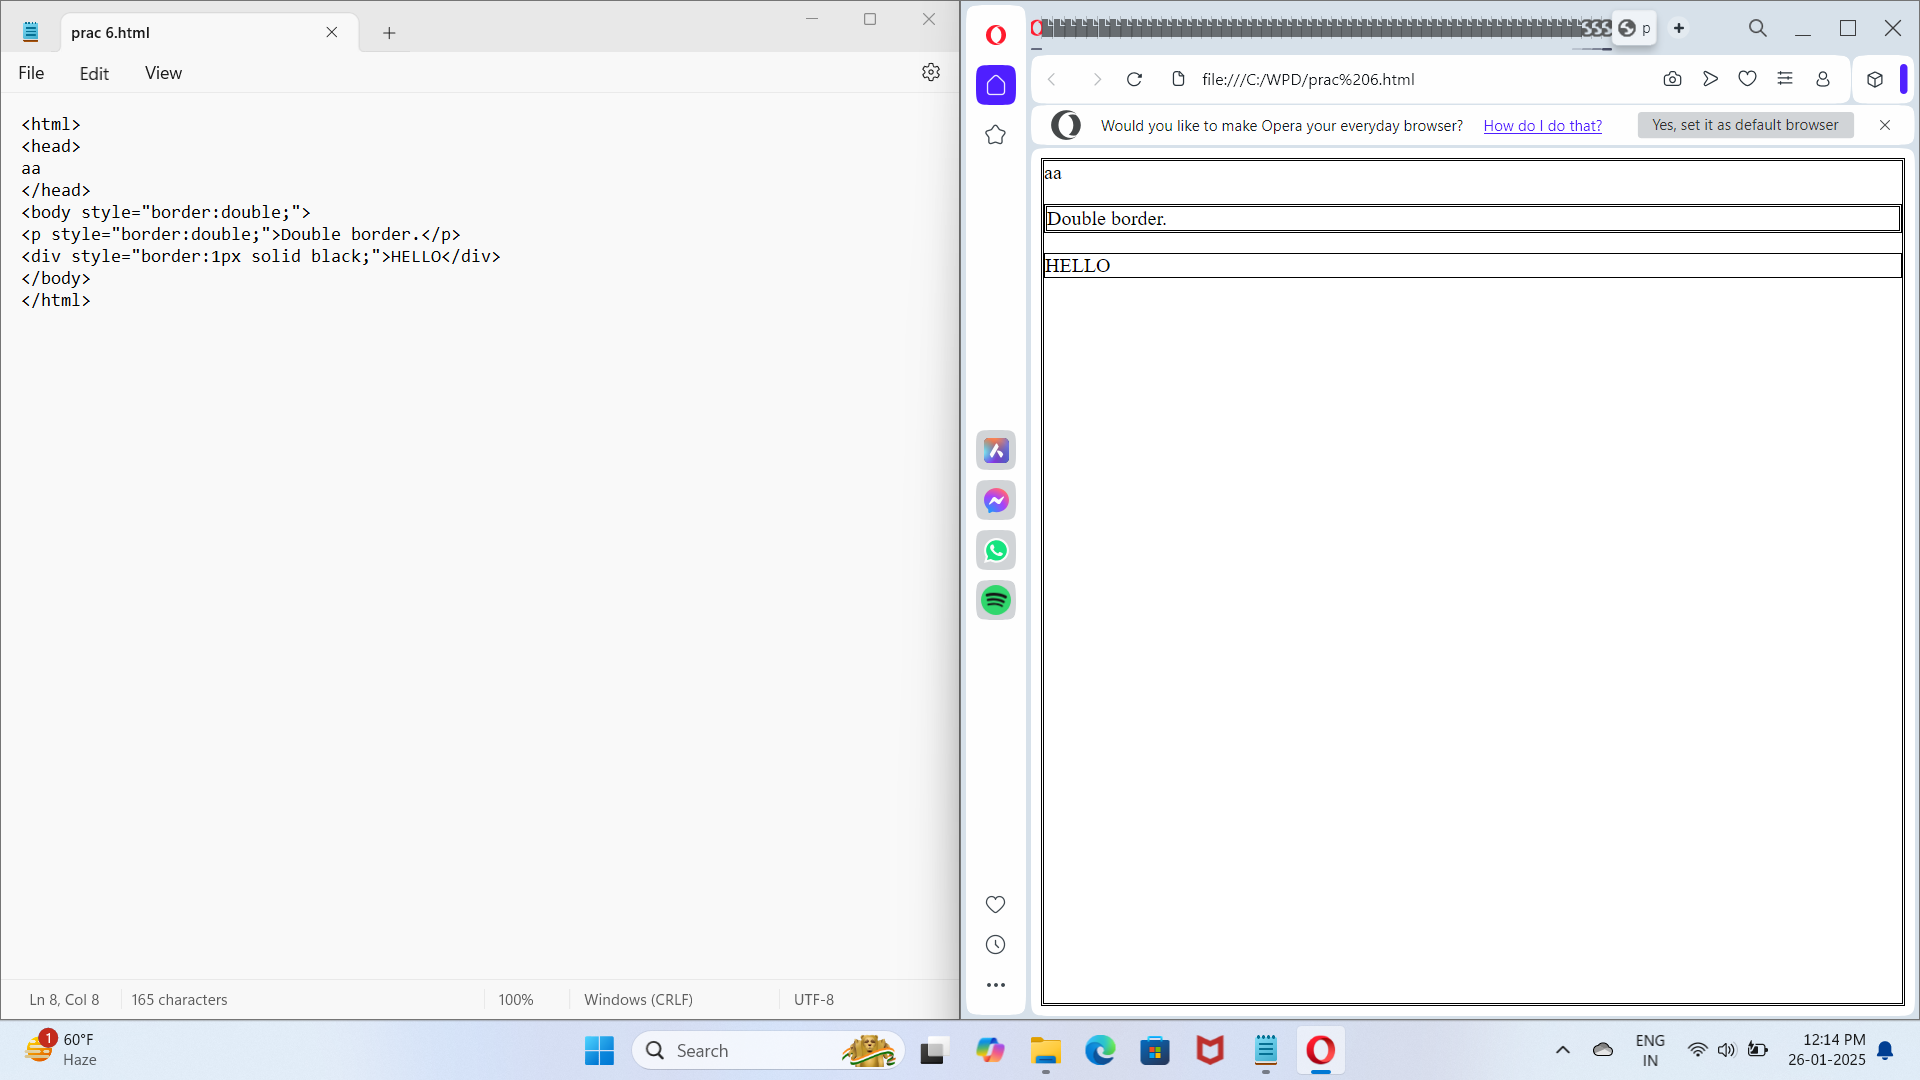 prac 6.html
File Edit View
<html>
<head>
aa
</head>
<body style="border:double;">
<p style="border:double;">Double border.</p>
<div style="border:1px solid black;">HELLO</div>
</body>
</html>
Ln 8, Col 8 165 characters 100% Windows (CRLF) UTF-8
p
file:///C:/WPD/prac%206.html
Would you like to make Opera your everyday browser? How do I do that? Yes, set it as default browser
aa
Double border.
HELLO
1
60°F
Haze
Search
ENG
IN
12:14 PM
26-01-2025